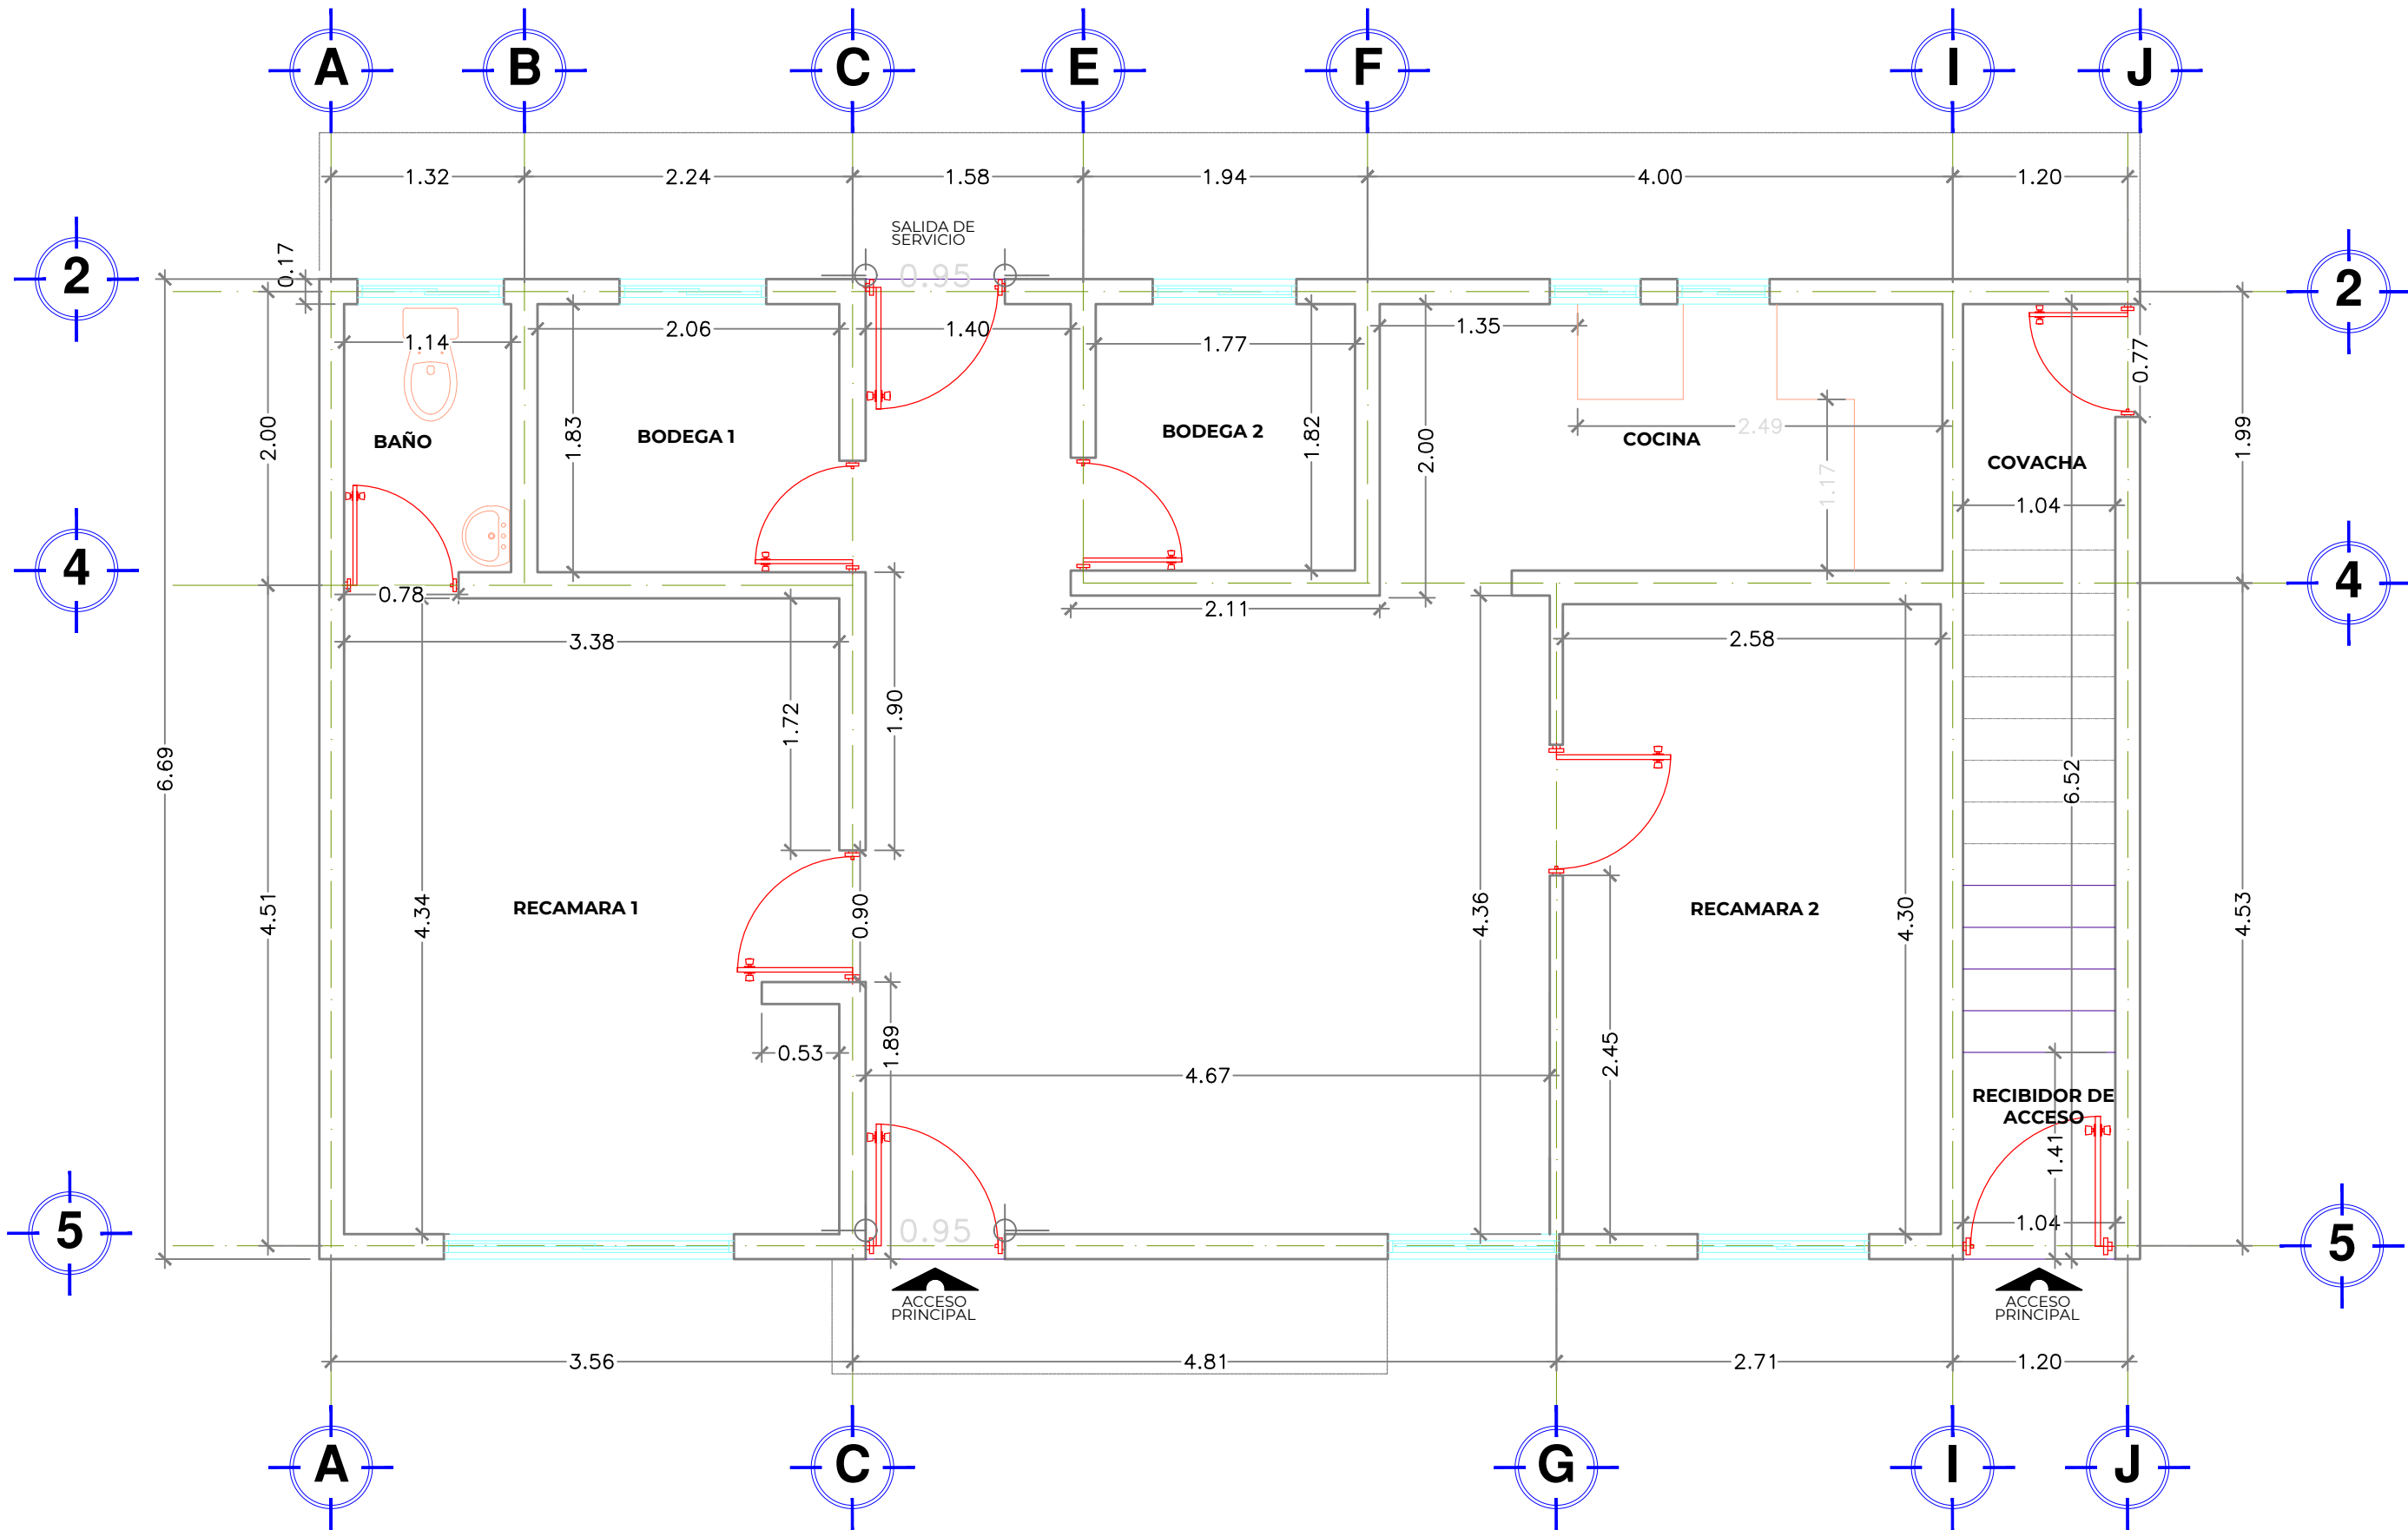 A B C E F I J
1.32 2.24 1.58 1.94 4.00 1.20
SALIDA DE
SERVICIO
2 0.17 0.95 2
1.14 2.06 1.40 1.77 1.35 0.77
2.00 1.83 1.82 2.00 2.49 1.99
BAÑO BODEGA 1 BODEGA 2 COCINA
COVACHA
1.17
1.04
4 4
0.78 2.11
3.38 2.58
1.72 1.90
6.69 6.52
4.51 4.34 0.90 4.36 4.30 4.53
RECAMARA 1 RECAMARA 2
0.53 1.89 2.45
4.67
RECIBIDOR DE
ACCESO
1.41
5 0.95 1.04 5
ACCESO
PRINCIPAL
ACCESO
PRINCIPAL
3.56 4.81 2.71 1.20
A C G I J